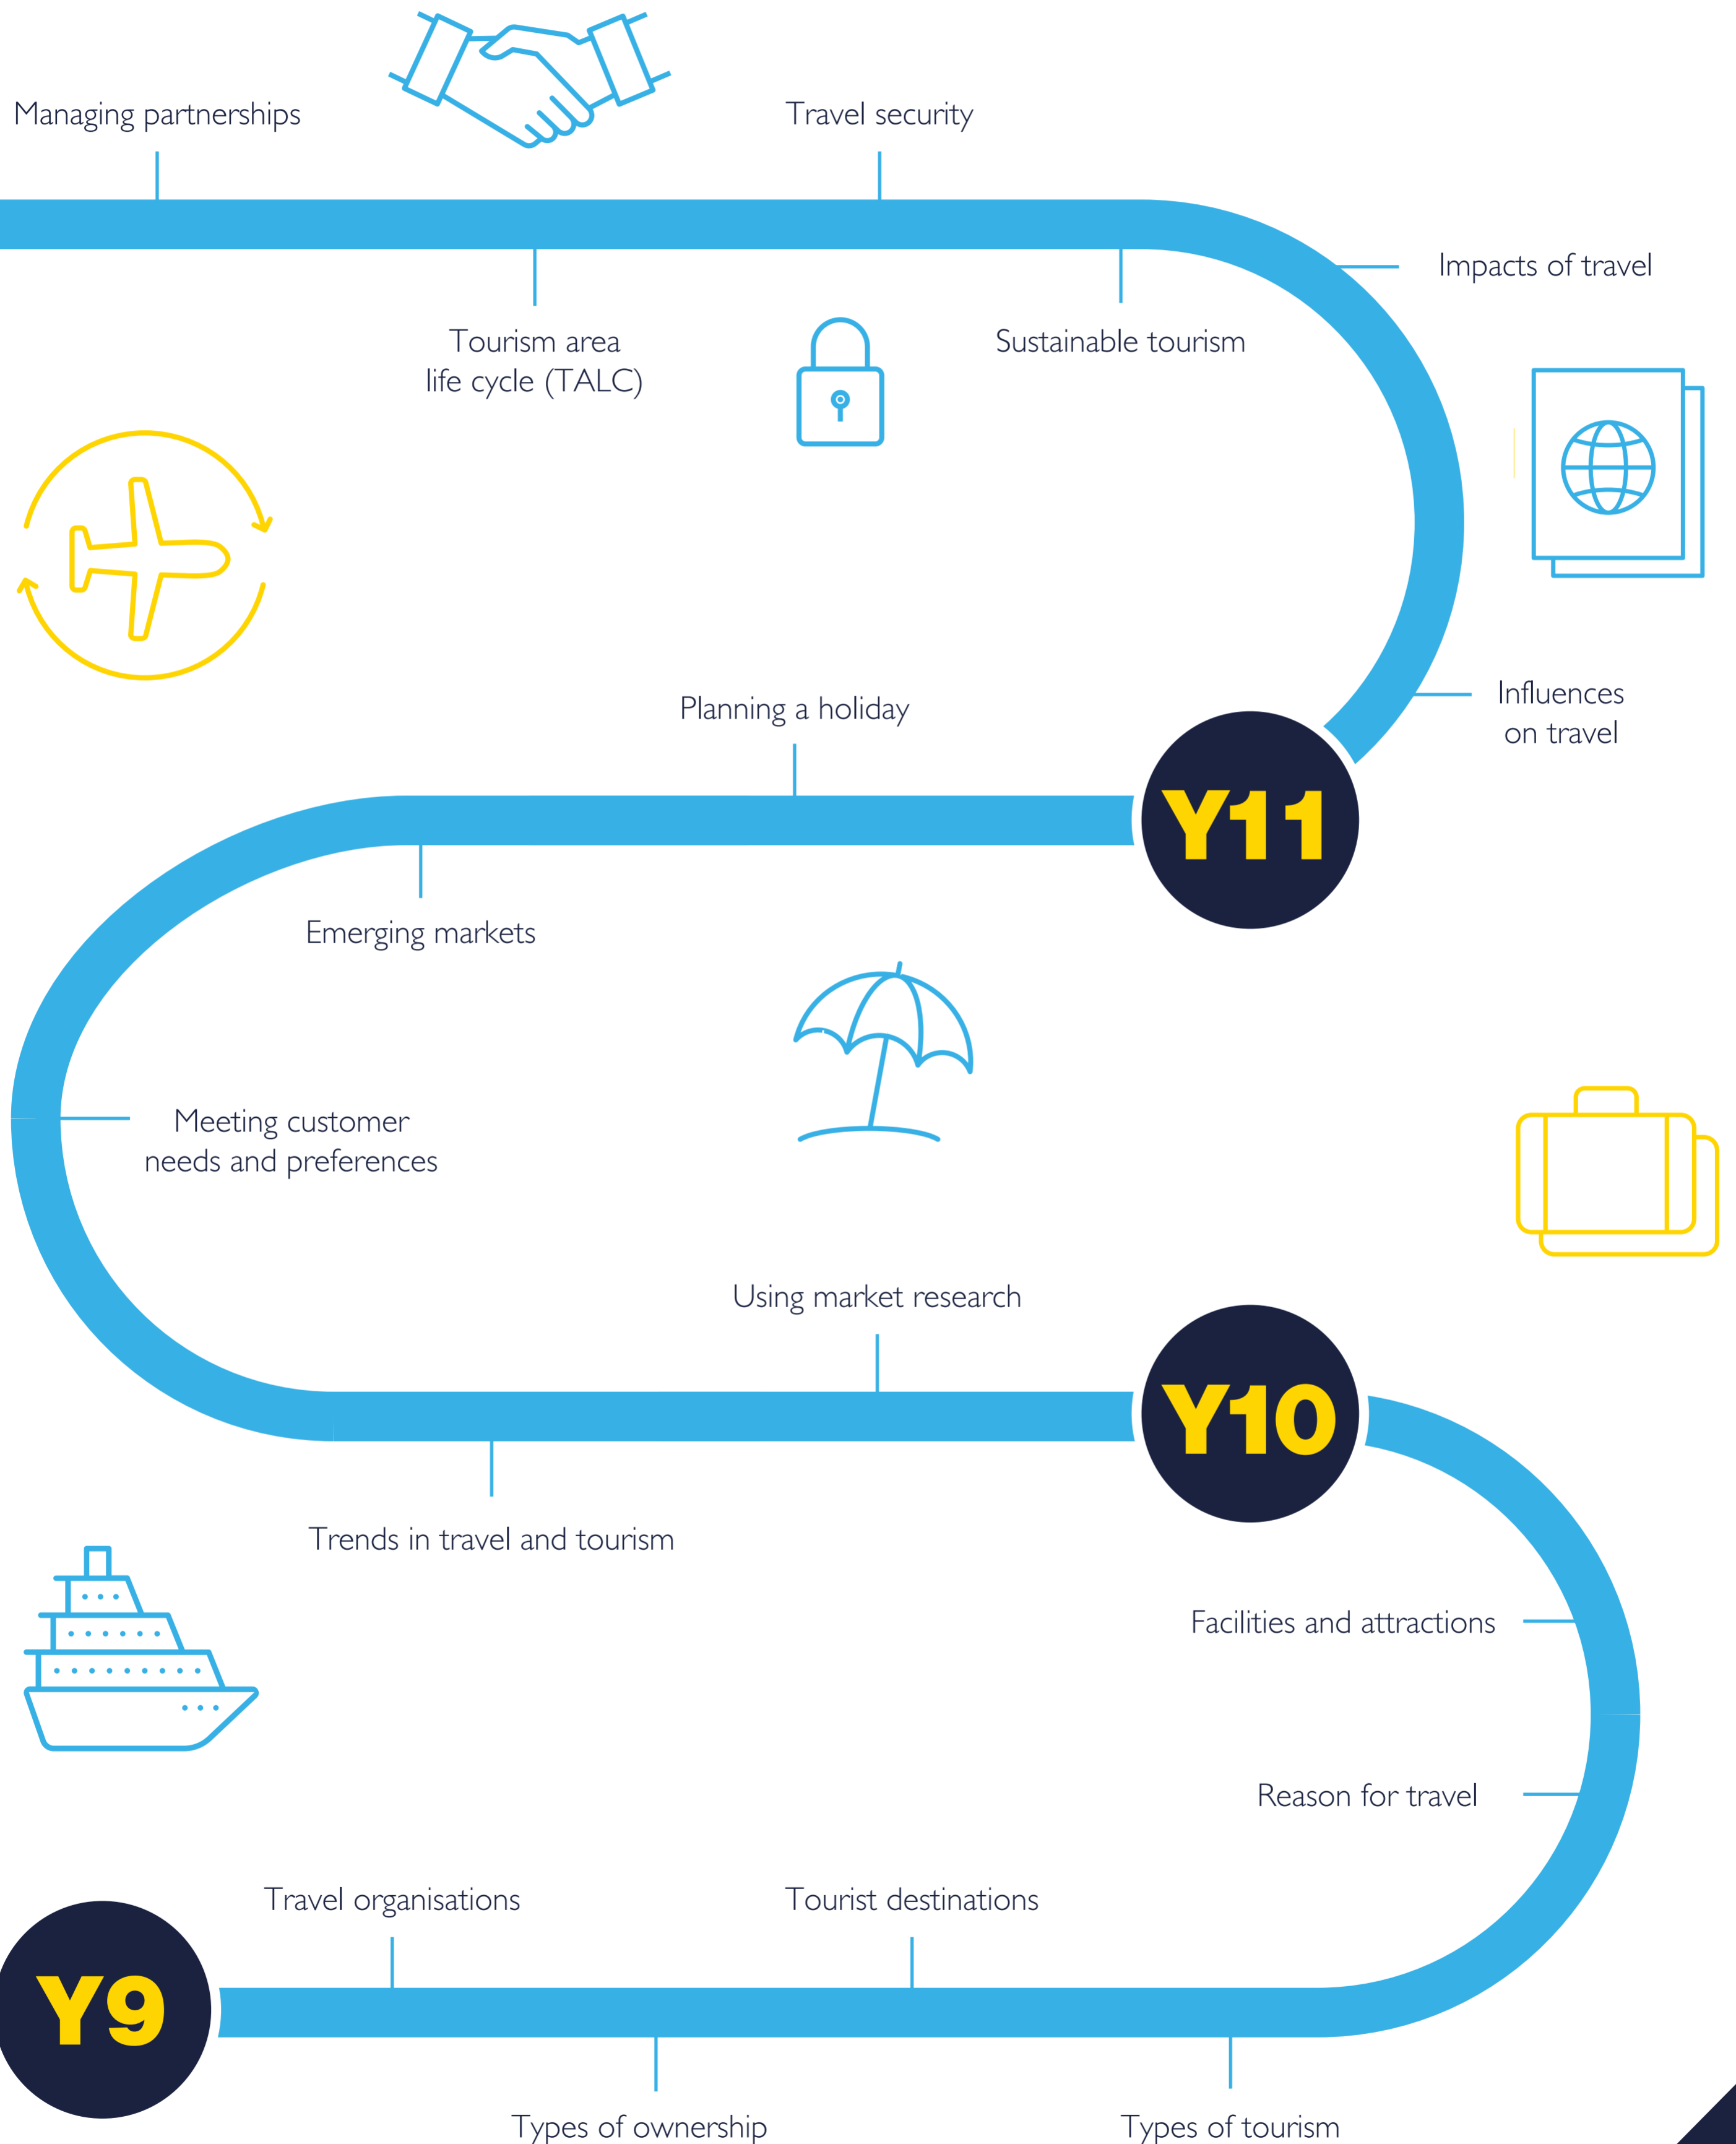 Managing partnerships
Travel security
Impacts of travel
Tourism area
life cycle (TALC)
Sustainable tourism
Influences
on travel
Planning a holiday
Y11
Emerging markets
Meeting customer
needs and preferences
Using market research
Y10
Trends in travel and tourism
Facilities and attractions
Reason for travel
Travel organisations
Tourist destinations
Y9
Types of ownership
Types of tourism